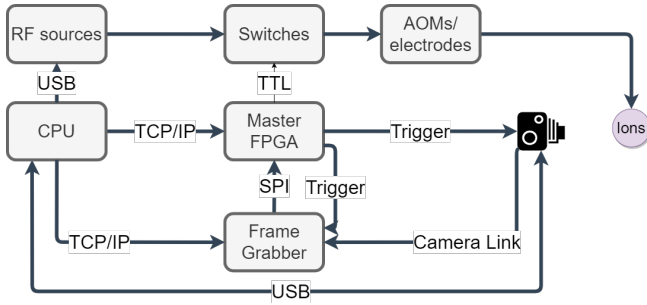 RF sources
Switches
AOMs/
electrodes
USB
TTL
CPU
TCP/IP
Master
FPGA
Trigger
Ions
SPI
Trigger
TCP/IP
Frame
Grabber
Camera Link
USB